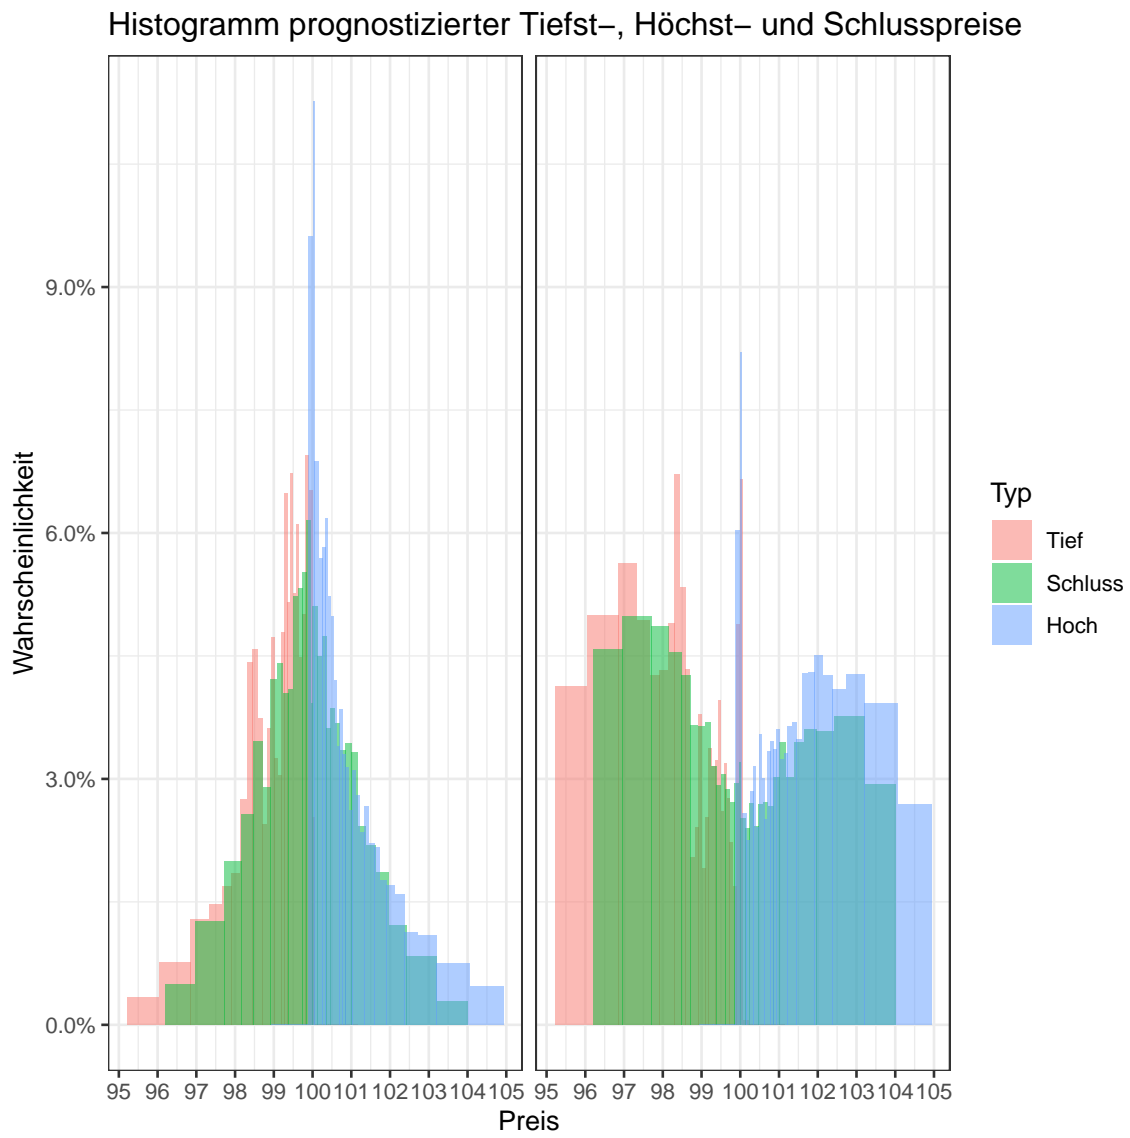 Histogramm prognostizierter Tiefst−, Höchst− und Schlusspreise
Wahrscheinlichkeit
9.0%
6.0%
3.0%
0.0%
95 96 97 98 99 100 101 102 103 104 105
95 96 97 98 99 100 101 102 103 104 105
Preis
Typ
Tief
Schluss
Hoch